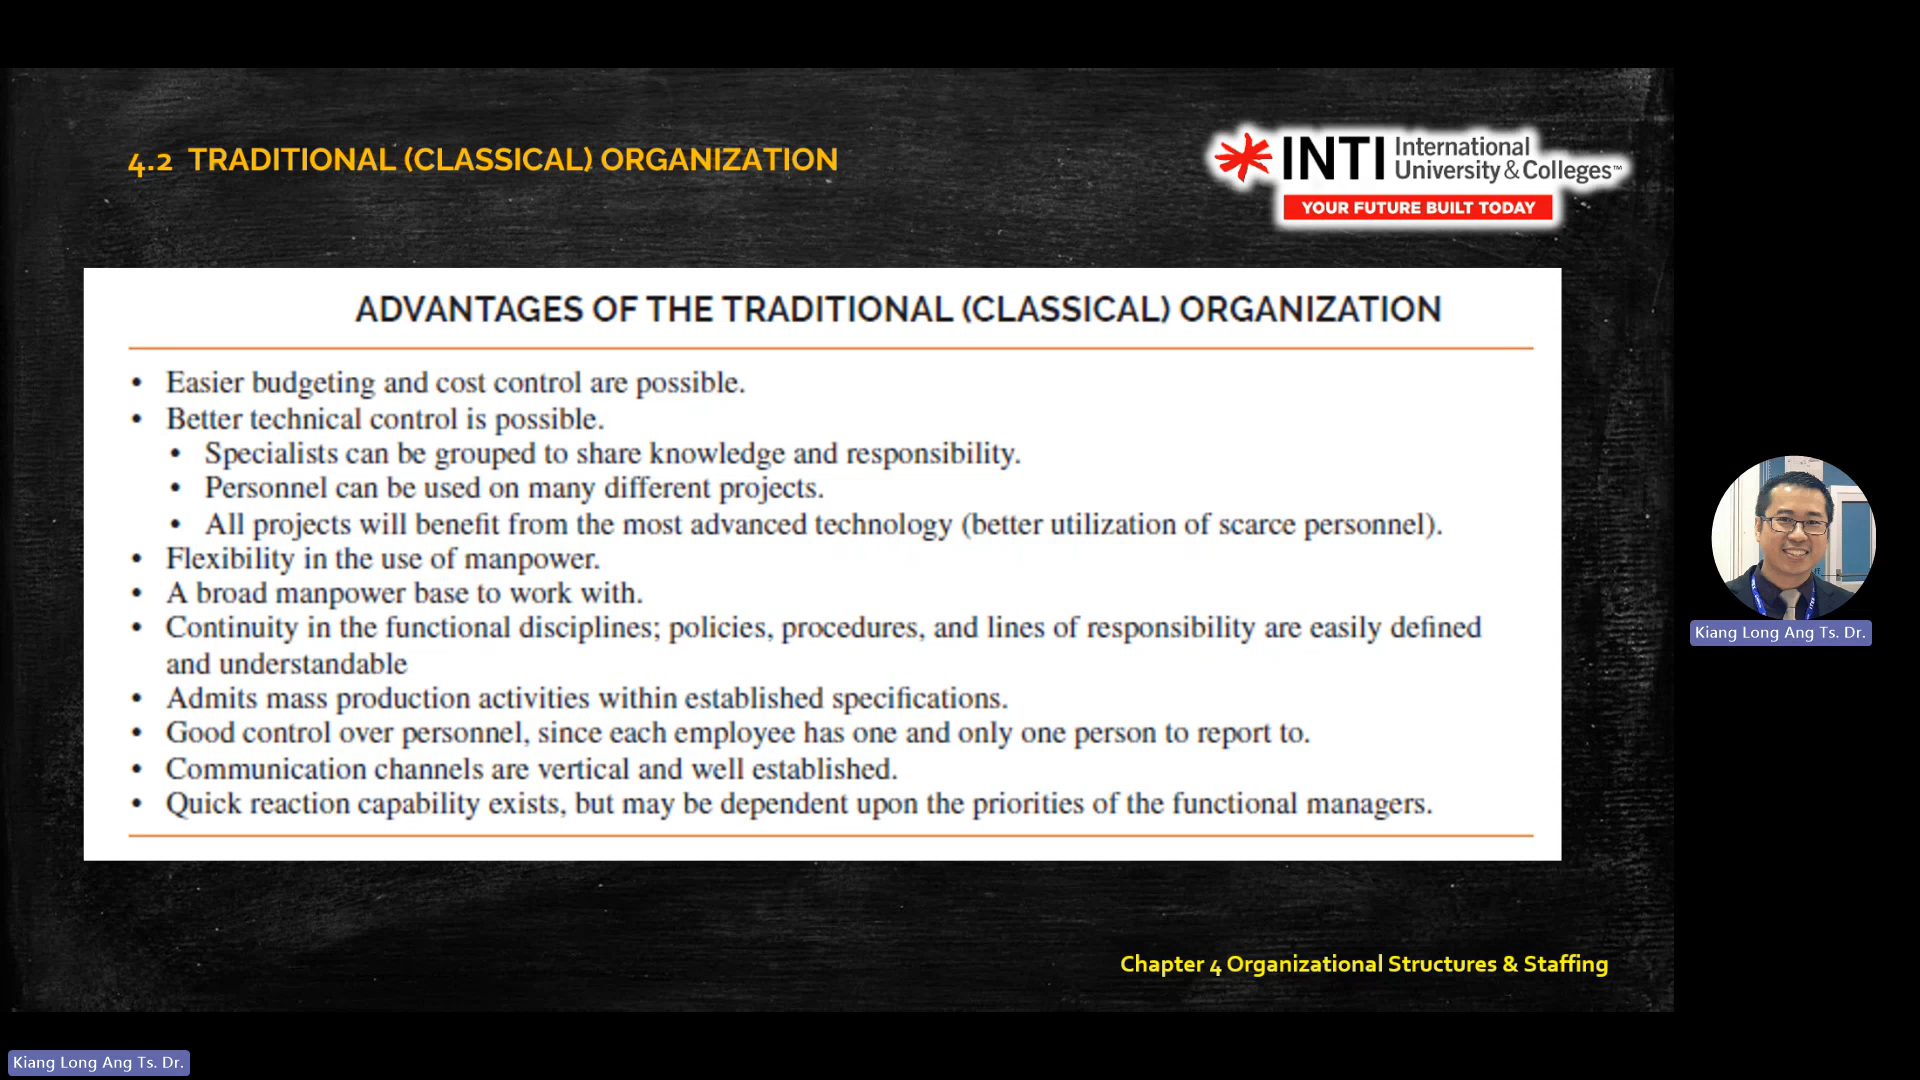 4.2 TRADITIONAL (CLASSICAL) ORGANIZATION
INTI International
University & Colleges™
YOUR FUTURE BUILT TODAY
ADVANTAGES OF THE TRADITIONAL (CLASSICAL) ORGANIZATION
• Easier budgeting and cost control are possible.
• Better technical control is possible.
• Specialists can be grouped to share knowledge and responsibility.
• Personnel can be used on many different projects.
• All projects will benefit from the most advanced technology (better utilization of scarce personnel).
• Flexibility in the use of manpower.
• A broad manpower base to work with.
• Continuity in the functional disciplines; policies, procedures, and lines of responsibility are easily defined
and understandable
• Admits mass production activities within established specifications.
• Good control over personnel, since each employee has one and only one person to report to.
• Communication channels are vertical and well established.
• Quick reaction capability exists, but may be dependent upon the priorities of the functional managers.
Chapter 4 Organizational Structures & Staffing
Kiang Long Ang Ts. Dr.
Kiang Long Ang Ts. Dr.